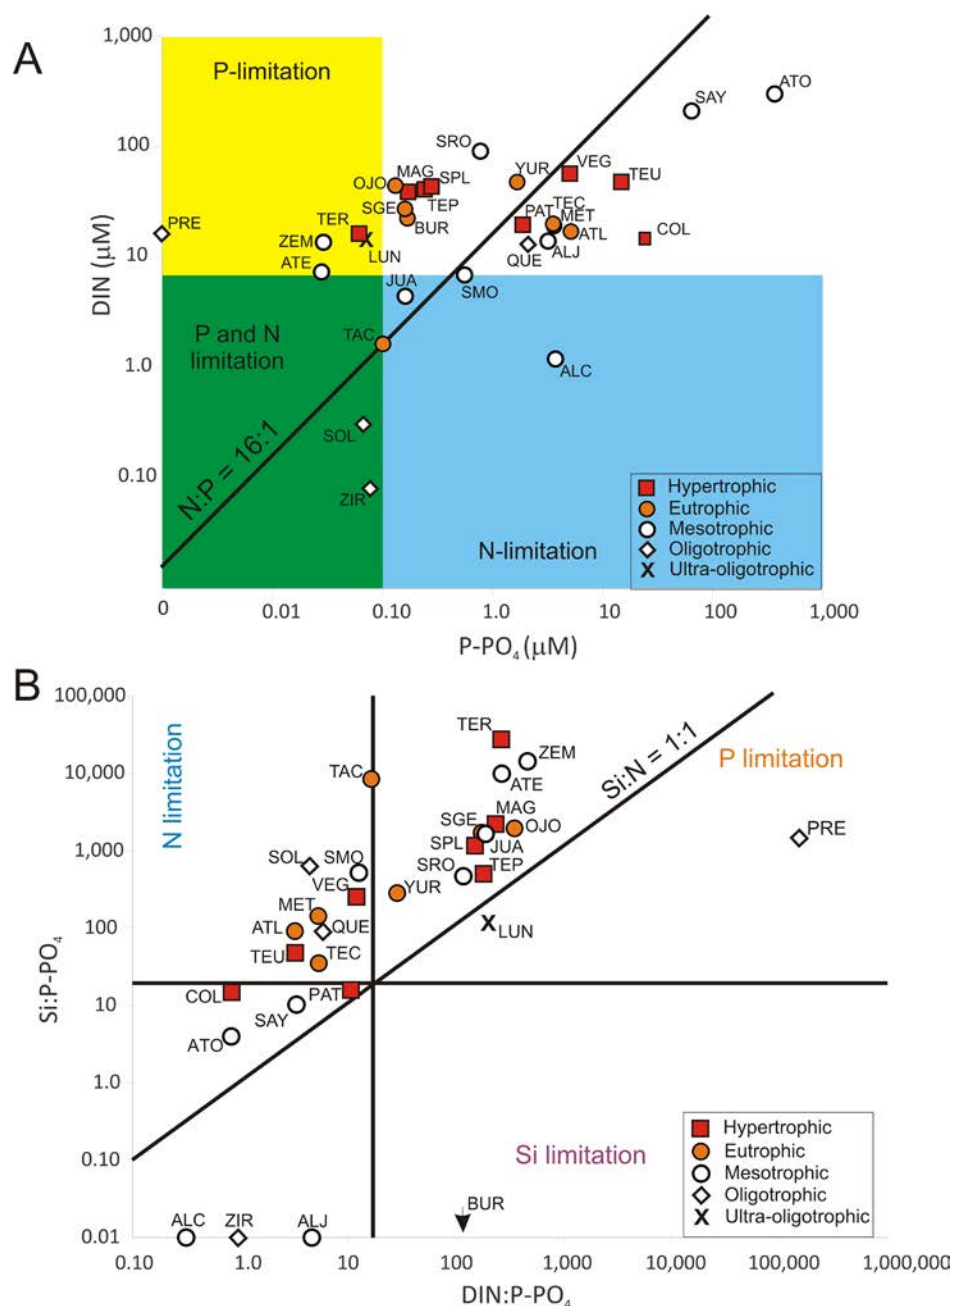 A
1,000
P-limitation
ATO
SAY
SRO
100
VEG
YUR
MAG
SPL
OJO
TEU
TEP
SGE
TEC
PAT
MET
PRE
TER
BUR
ATL
COL
ZEM
LUN
ALJ
QUE
10
ATE
JUA
SMO
DIN (µM)
P and N
limitation
TAC
1.0
ALC
SOL
N:P = 16:1
0.10
ZIR
N-limitation
Hypertrophic
Eutrophic
Mesotrophic
Oligotrophic
X Ultra-oligotrophic
0
0.01
0.10
1.0
10
100
1,000
P-PO₄ (µM)
B
100,000
N limitation
TER
ZEM
Si:N = 1:1
P limitation
TAC
10,000
ATE
MAG
SGE
OJO
PRE
SPL
JUA
1,000
SOL
SMO
SRO
TEP
VEG
YUR
MET
ATL
QUE
LUN
100
TEU
TEC
Si:P-PO₄
COL
PAT
10
SAY
ATO
1.0
0.10
Si limitation
Hypertrophic
Eutrophic
Mesotrophic
Oligotrophic
X Ultra-oligotrophic
BUR
ALC
ZIR
ALJ
0.01
0.10
1.0
10
100
1,000
10,000
100,000
1,000,000
DIN:P-PO₄